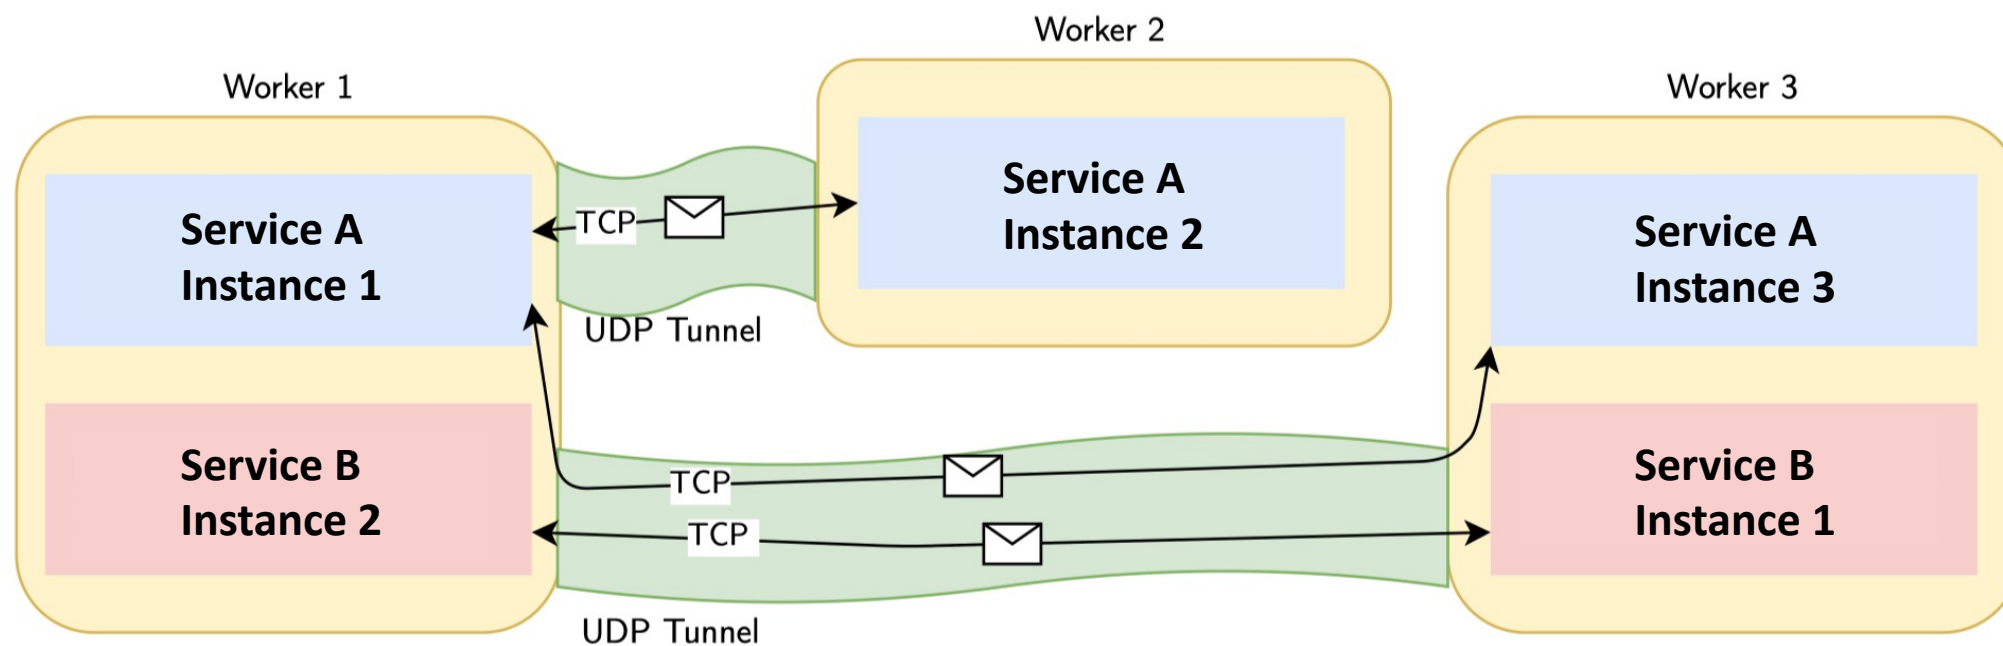 Worker 1
Service A
Instance 1
Service B
Instance 2
TCP
UDP Tunnel
Worker 2
Service A
Instance 2
TCP
TCP
UDP Tunnel
Worker 3
Service A
Instance 3
Service B
Instance 1